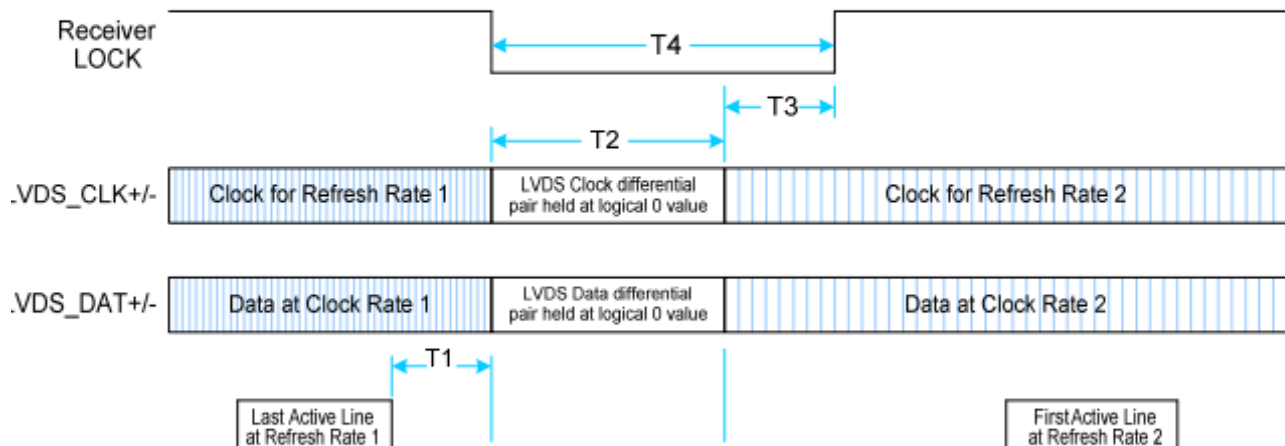 Receiver
LOCK
T4
T3
T2
LVDS_CLK+/-
Clock for Refresh Rate 1
LVDS Clock differential
pair held at logical 0 value
Clock for Refresh Rate 2
LVDS_DAT+/-
Data at Clock Rate 1
LVDS Data differential
pair held at logical 0 value
Data at Clock Rate 2
T1
Last Active Line
at Refresh Rate 1
First Active Line
at Refresh Rate 2